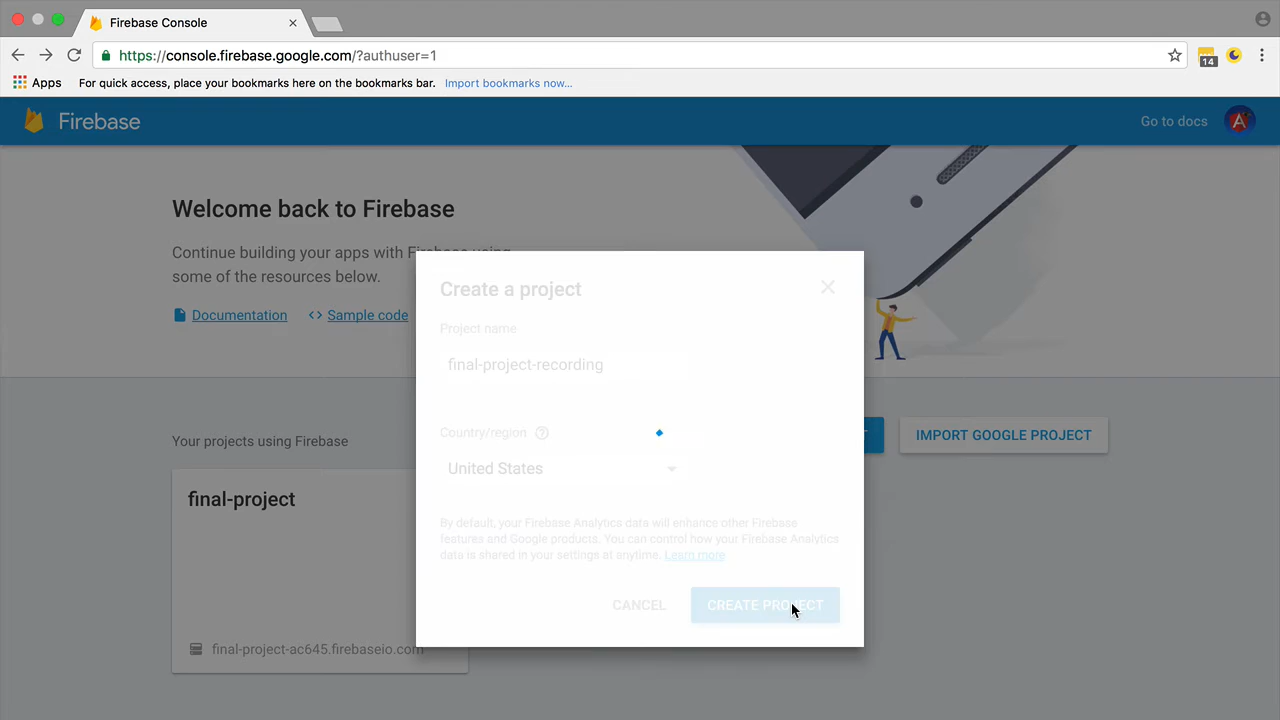 Firebase Console
https://console.firebase.google.com/?authuser=1
14
Apps
For quick access, place your bookmarks here on the bookmarks bar.
Import bookmarks now...
Firebase
Go to docs
Welcome back to Firebase
Continue building your apps with Firebase using
some of the resources below.
Documentation
Sample code
Create a project
Project name
final-project-recording
Country/region
United States
By default, your Firebase Analytics data will enhance other Firebase
features and Google products. You can control how your Firebase Analytics
data is shared in your settings at anytime. Learn more
CANCEL
CREATE PROJECT
Your projects using Firebase
T
IMPORT GOOGLE PROJECT
final-project
final-project-ac645.firebaseio.com